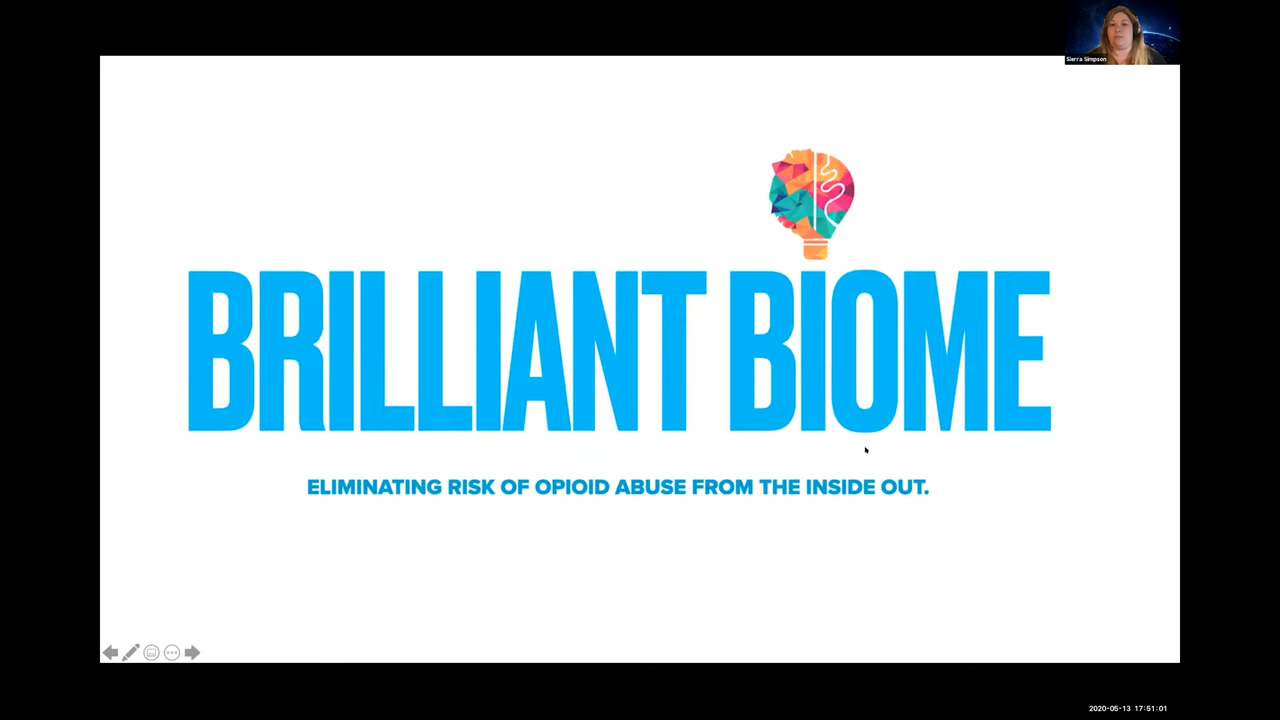 Sierra Simpson
BRILLIANT BIOME
ELIMINATING RISK OF OPIOID ABUSE FROM THE INSIDE OUT.
2020-05-13 17:51:01